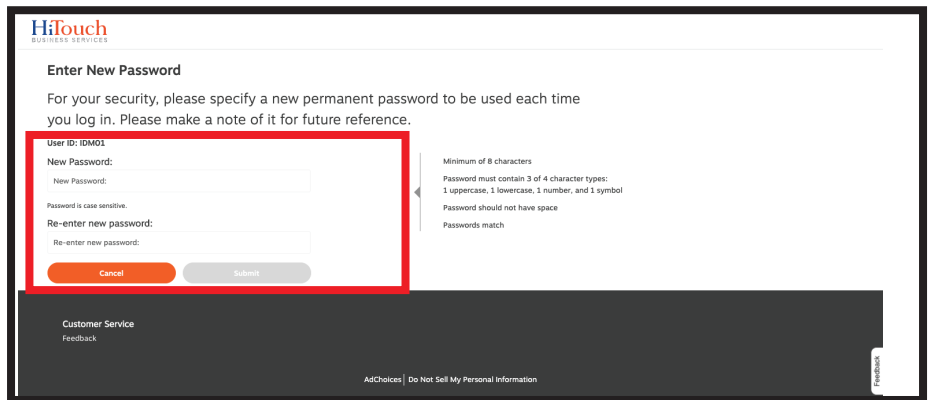 HiTouch
BUSINESS SERVICES
Enter New Password
For your security, please specify a new permanent password to be used each time
you log in. Please make a note of it for future reference.
User ID: IDM01
New Password:
New Password:
Password is case sensitive.
Re-enter new password:
Re-enter new password:
Cancel
Submit
Minimum of 8 characters
Password must contain 3 of 4 character types:
1 uppercase, 1 lowercase, 1 number, and 1 symbol
Password should not have space
Passwords match
Customer Service
Feedback
AdChoices | Do Not Sell My Personal Information
Feedback